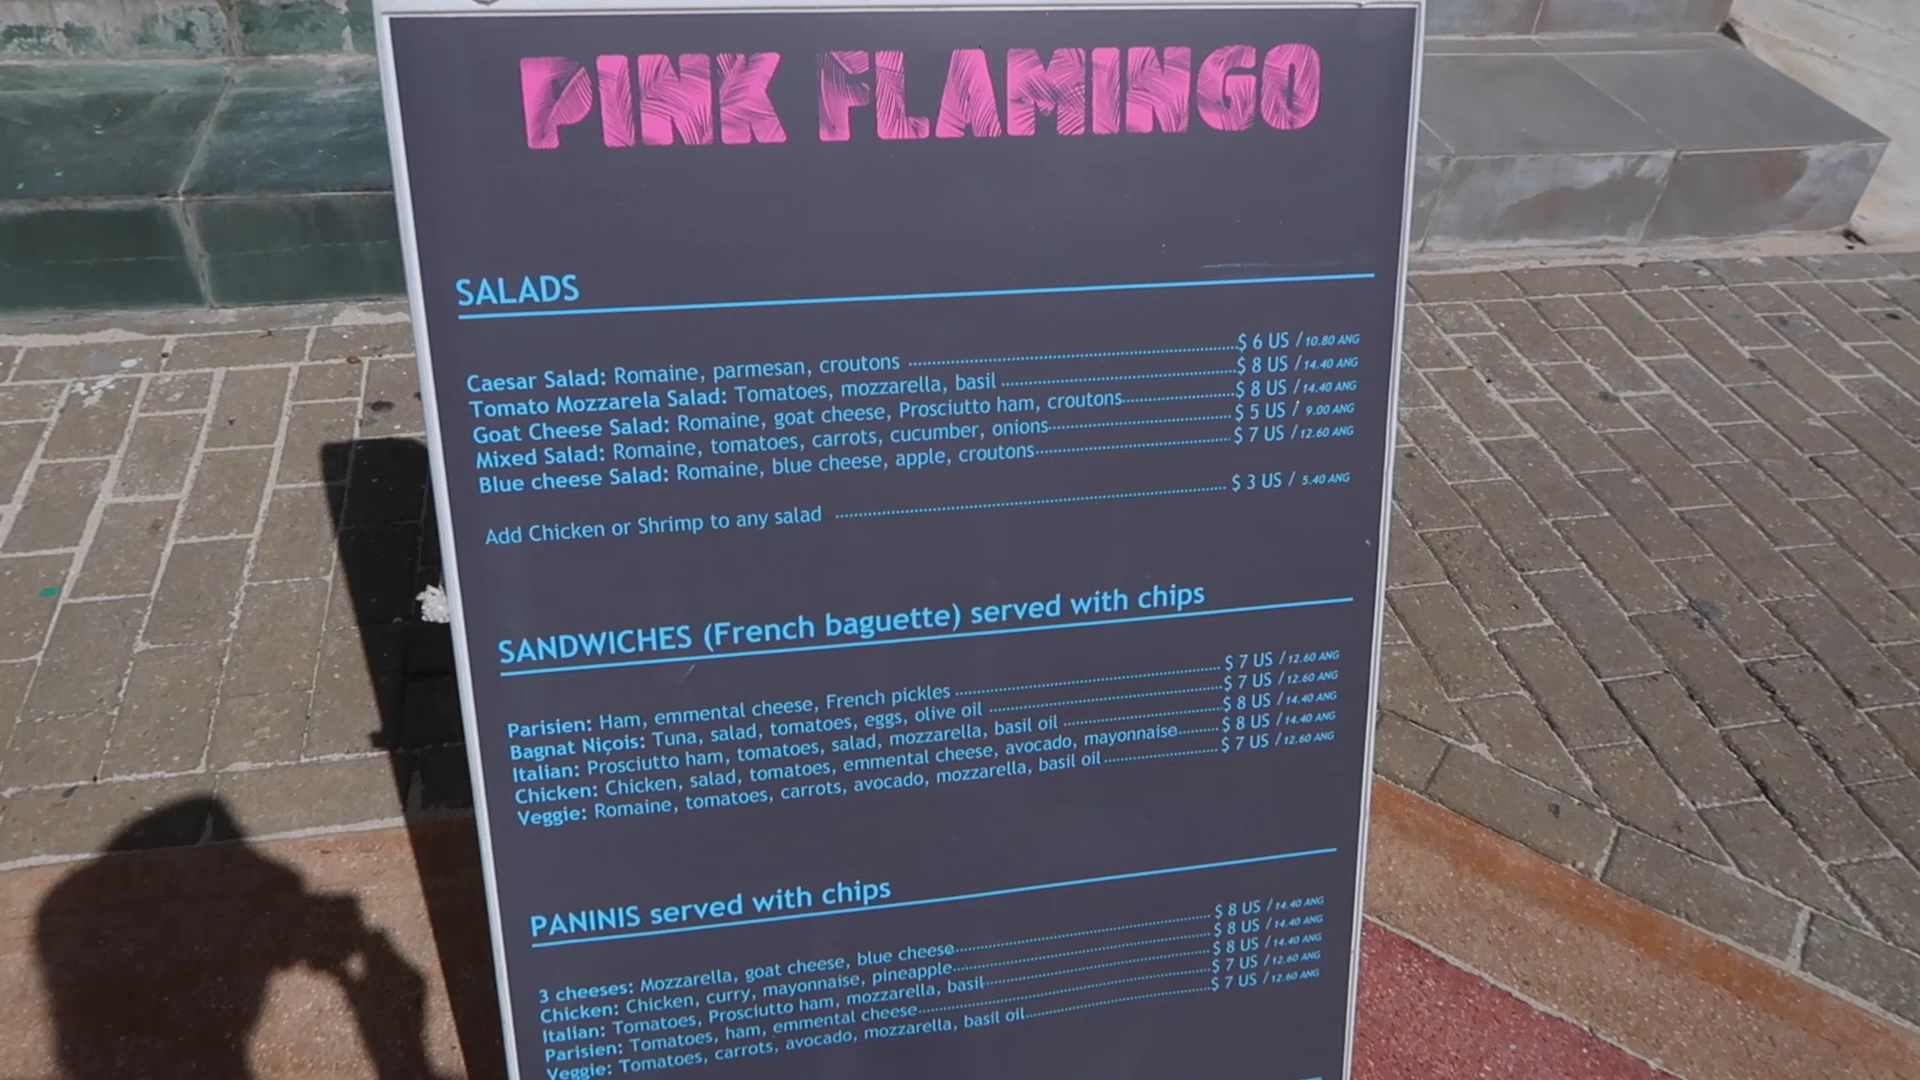 PINK FLAMINGO
SALADS
Caesar Salad: Romaine, parmesan, croutons ........ $ 6 US / 10.80 ANG
Tomato Mozzarela Salad: Tomatoes, mozzarella, basil ........ $ 8 US / 14.40 ANG
Goat Cheese Salad: Romaine, goat cheese, Prosciutto ham, croutons ........ $ 8 US / 14.40 ANG
Mixed Salad: Romaine, tomatoes, carrots, cucumber, onions ........ $ 5 US / 9.00 ANG
Blue cheese Salad: Romaine, blue cheese, apple, croutons ........ $ 7 US / 12.60 ANG
Add Chicken or Shrimp to any salad ........ $ 3 US / 5.40 ANG
SANDWICHES (French baguette) served with chips
Parisien: Ham, emmental cheese, French pickles ........ $ 7 US / 12.60 ANG
Bagnat Niçois: Tuna, salad, tomatoes, eggs, olive oil ........ $ 7 US / 12.60 ANG
Italian: Prosciutto ham, tomatoes, salad, mozzarella, basil oil ........ $ 8 US / 14.40 ANG
Chicken: Chicken, salad, tomatoes, emmental cheese, avocado, mayonnaise ........ $ 8 US / 14.40 ANG
Veggie: Romaine, tomatoes, carrots, avocado, mozzarella, basil oil ........ $ 7 US / 12.60 ANG
PANINIS served with chips
3 cheeses: Mozzarella, goat cheese, blue cheese ........ $ 8 US / 14.40 ANG
Chicken: Chicken, curry, mayonnaise, pineapple ........ $ 8 US / 14.40 ANG
Italian: Tomatoes, Prosciutto ham, mozzarella, basil ........ $ 8 US / 14.40 ANG
Parisien: Tomatoes, ham, emmental cheese ........ $ 7 US / 12.60 ANG
Veggie: Tomatoes, carrots, avocado, mozzarella, basil oil ........ $ 7 US / 12.60 ANG